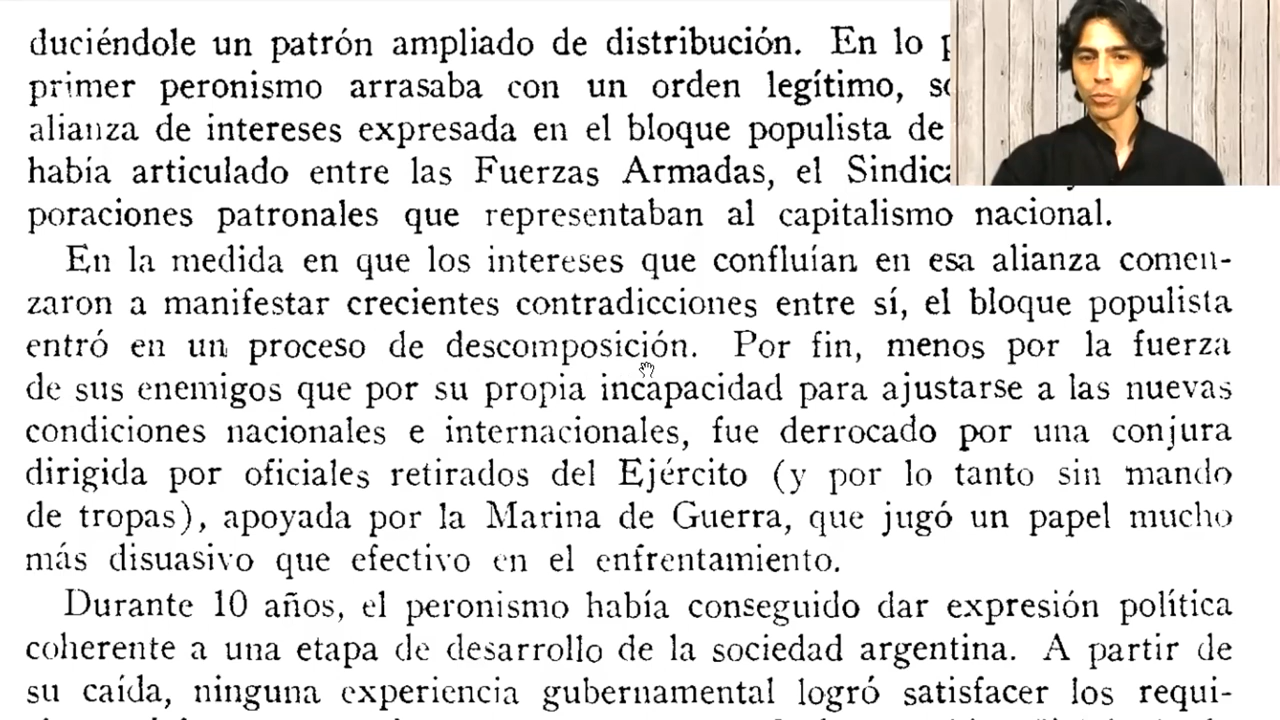 duciéndole un patrón ampliado de distribución. En lo
primer peronismo arrasaba con un orden legítimo,
alianza de intereses expresada en el bloque populista de
había articulado entre las Fuerzas Armadas, el
poraciones patronales que representaban al capitalismo nacional.
En la medida en que los intereses que confluían en esa alianza comen-
zaron a manifestar crecientes contradicciones entre sí, el bloque populista
entró en un proceso de descomposición. Por fin, menos por la fuerza
de sus enemigos que por su propia incapacidad para ajustarse a las nuevas
condiciones nacionales e internacionales, fue derrocado por una conjura
dirigida por oficiales retirados del Ejército (y por lo tanto sin mando
de tropas), apoyada por la Marina de Guerra, que jugó un papel mucho
más disuasivo que efectivo en el enfrentamiento.
Durante 10 años, el peronismo había conseguido dar expresión política
coherente a una etapa de desarrollo de la sociedad argentina. A partir de
su caída, ninguna experiencia gubernamental logró satisfacer los requi-